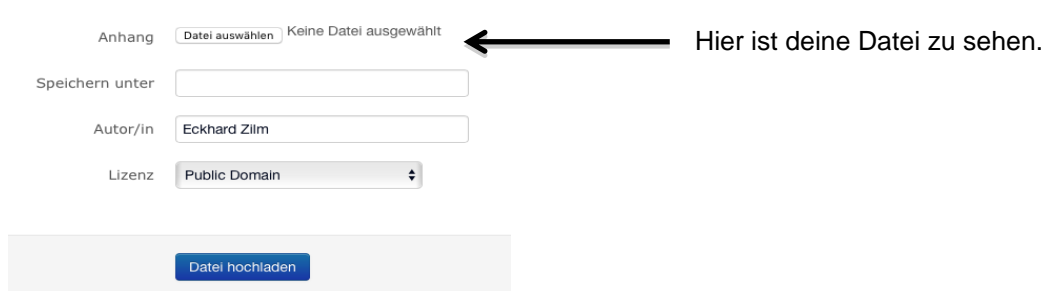 Anhang Datei auswählen Keine Datei ausgewählt Hier ist deine Datei zu sehen.
Speichern unter
Autor/in Eckhard Zilm
Lizenz Public Domain
Datei hochladen